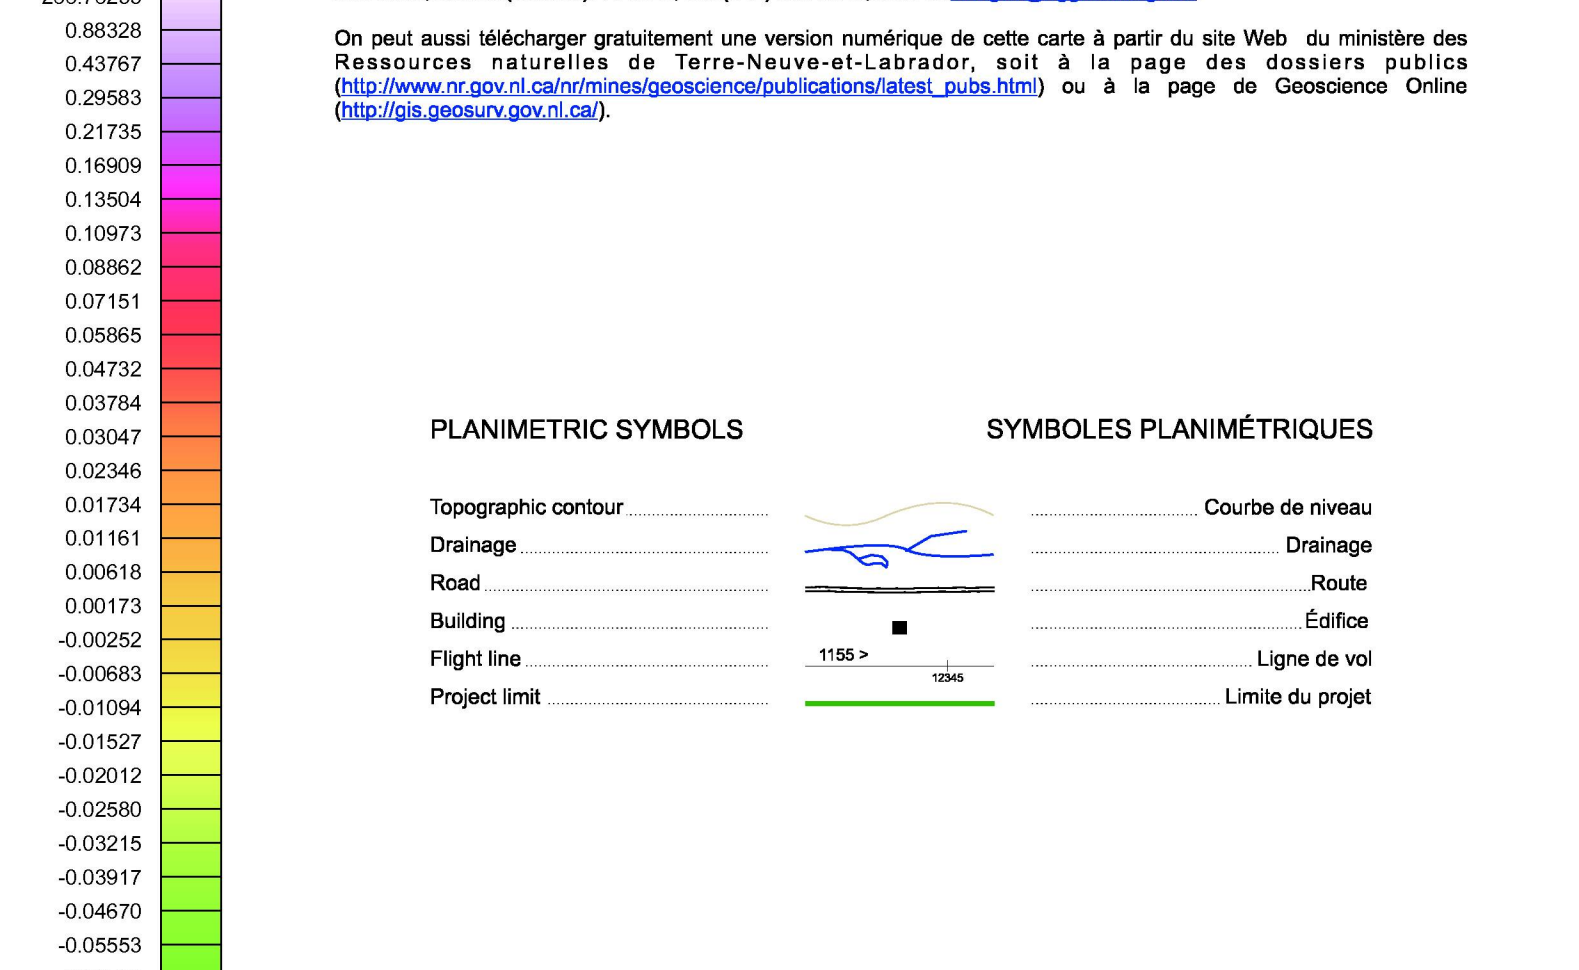 0.88328
0.43767
0.29583
0.21735
0.16909
0.13504
0.10973
0.08862
0.07151
0.05865
0.04732
0.03784
0.03047
0.02346
0.01734
0.01161
0.00618
0.00173
-0.00252
-0.00683
-0.01094
-0.01527
-0.02012
-0.02580
-0.03215
-0.03917
-0.04670
-0.05553
On peut aussi télécharger gratuitement une version numérique de cette carte à partir du site Web du ministère des
Ressources naturelles de Terre-Neuve-et-Labrador, soit à la page des dossiers publics
(http://www.nr.gov.nl.ca/nr/mines/geoscience/publications/latest_pubs.html) ou à la page de Geoscience Online
(http://gis.geosurv.gov.nl.ca/).
PLANIMETRIC SYMBOLS SYMBOLES PLANIMÉTRIQUES
Topographic contour Courbe de niveau
Drainage Drainage
Road Route
Building Édifice
Flight line 1155 > 12345 Ligne de vol
Project limit Limite du projet